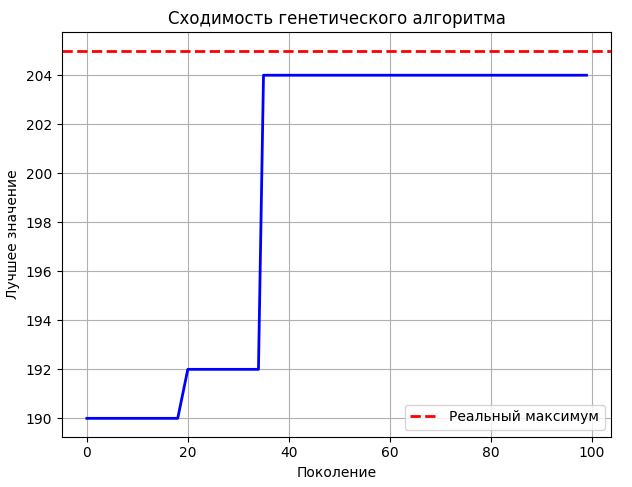 Сходимость генетического алгоритма
Лучшее значение
204
202
200
198
196
194
192
190
Реальный максимум
0 20 40 60 80 100
Поколение